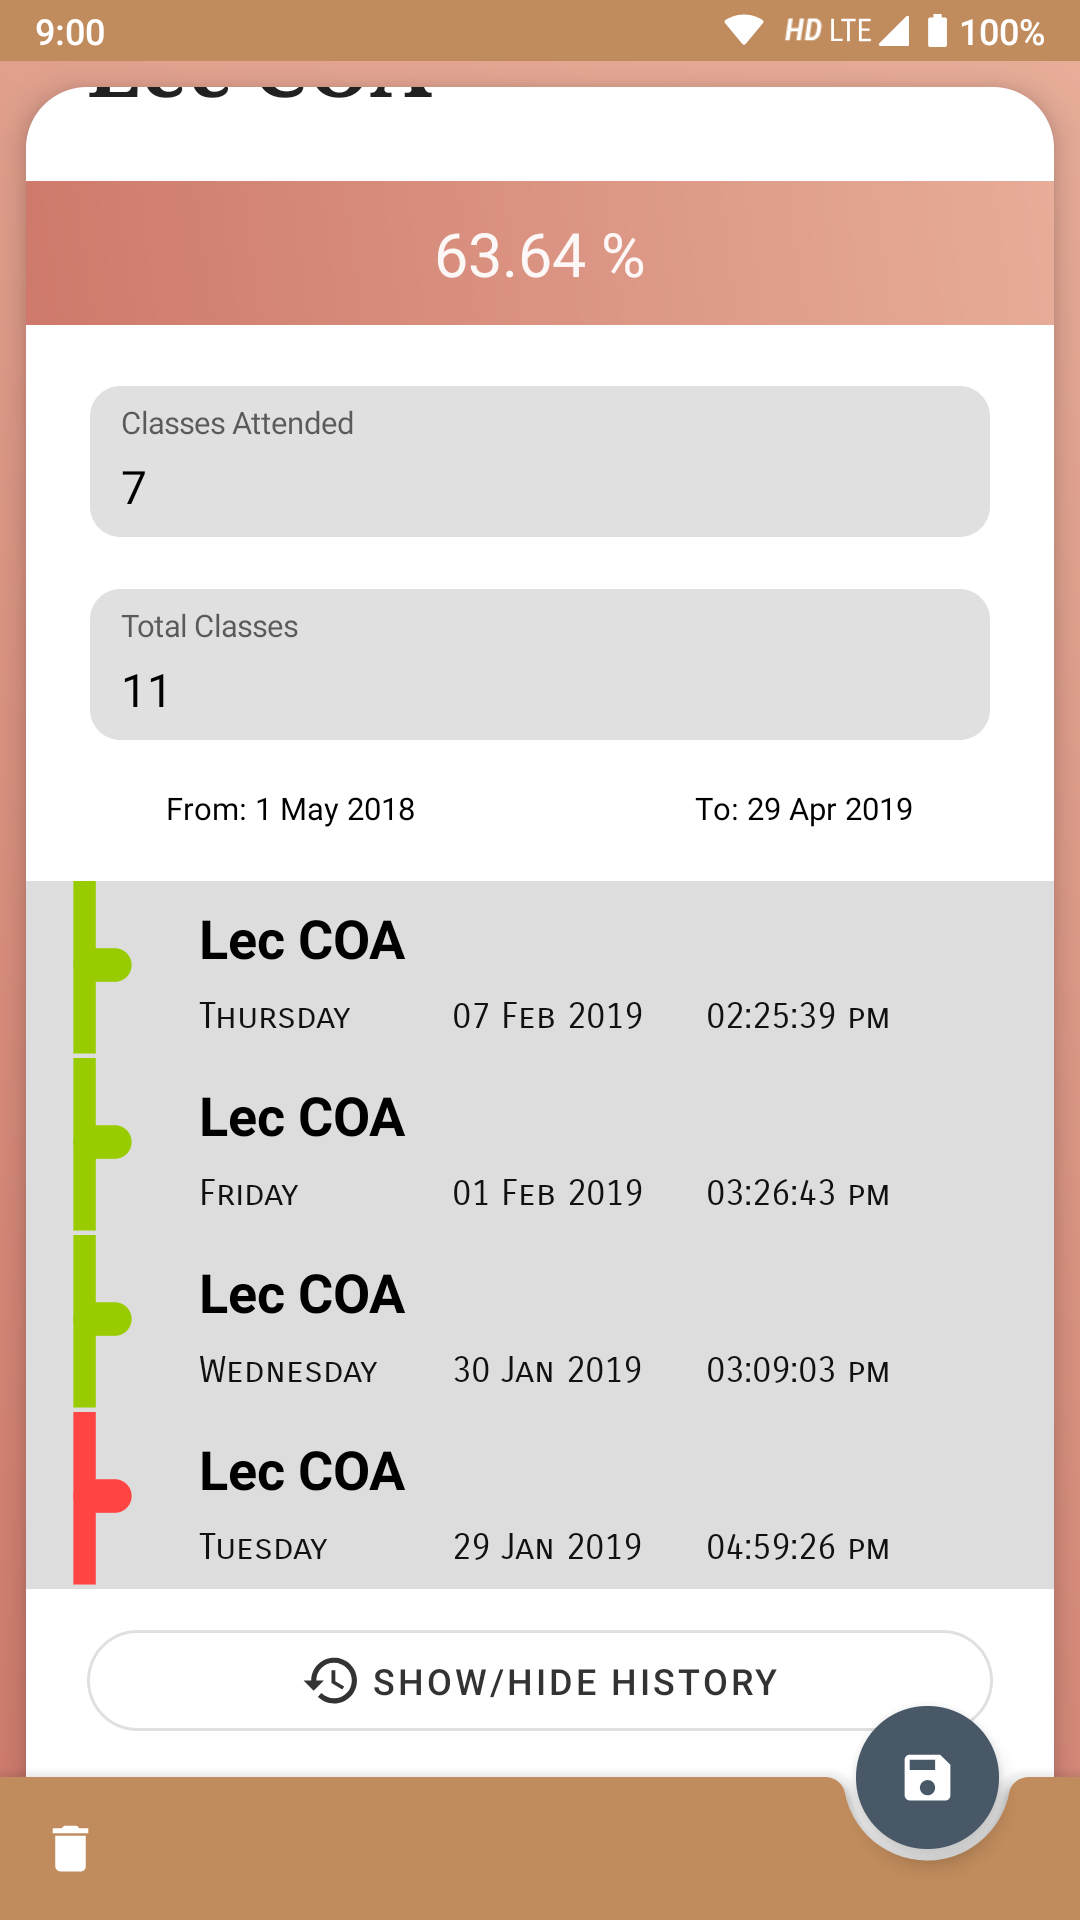 9:00 HD LTE 100%
Lec COA
63.64 %
Classes Attended
7
Total Classes
11
From: 1 May 2018 To: 29 Apr 2019
Lec COA
Thursday 07 Feb 2019 02:25:39 pm
Lec COA
Friday 01 Feb 2019 03:26:43 pm
Lec COA
Wednesday 30 Jan 2019 03:09:03 pm
Lec COA
Tuesday 29 Jan 2019 04:59:26 pm
SHOW/HIDE HISTORY